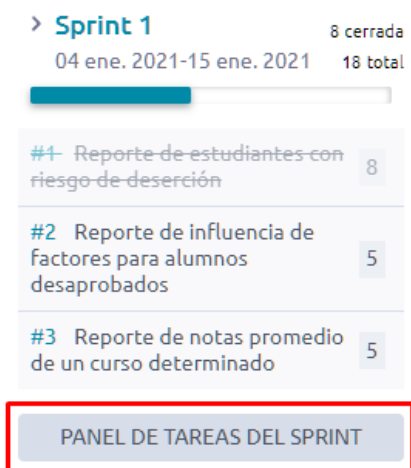 Sprint 1
8 cerrada
04 ene. 2021-15 ene. 2021
18 total
#1 Reporte de estudiantes con
riesgo de deserción
8
#2 Reporte de influencia de
factores para alumnos
desaprobados
5
#3 Reporte de notas promedio
de un curso determinado
5
PANEL DE TAREAS DEL SPRINT